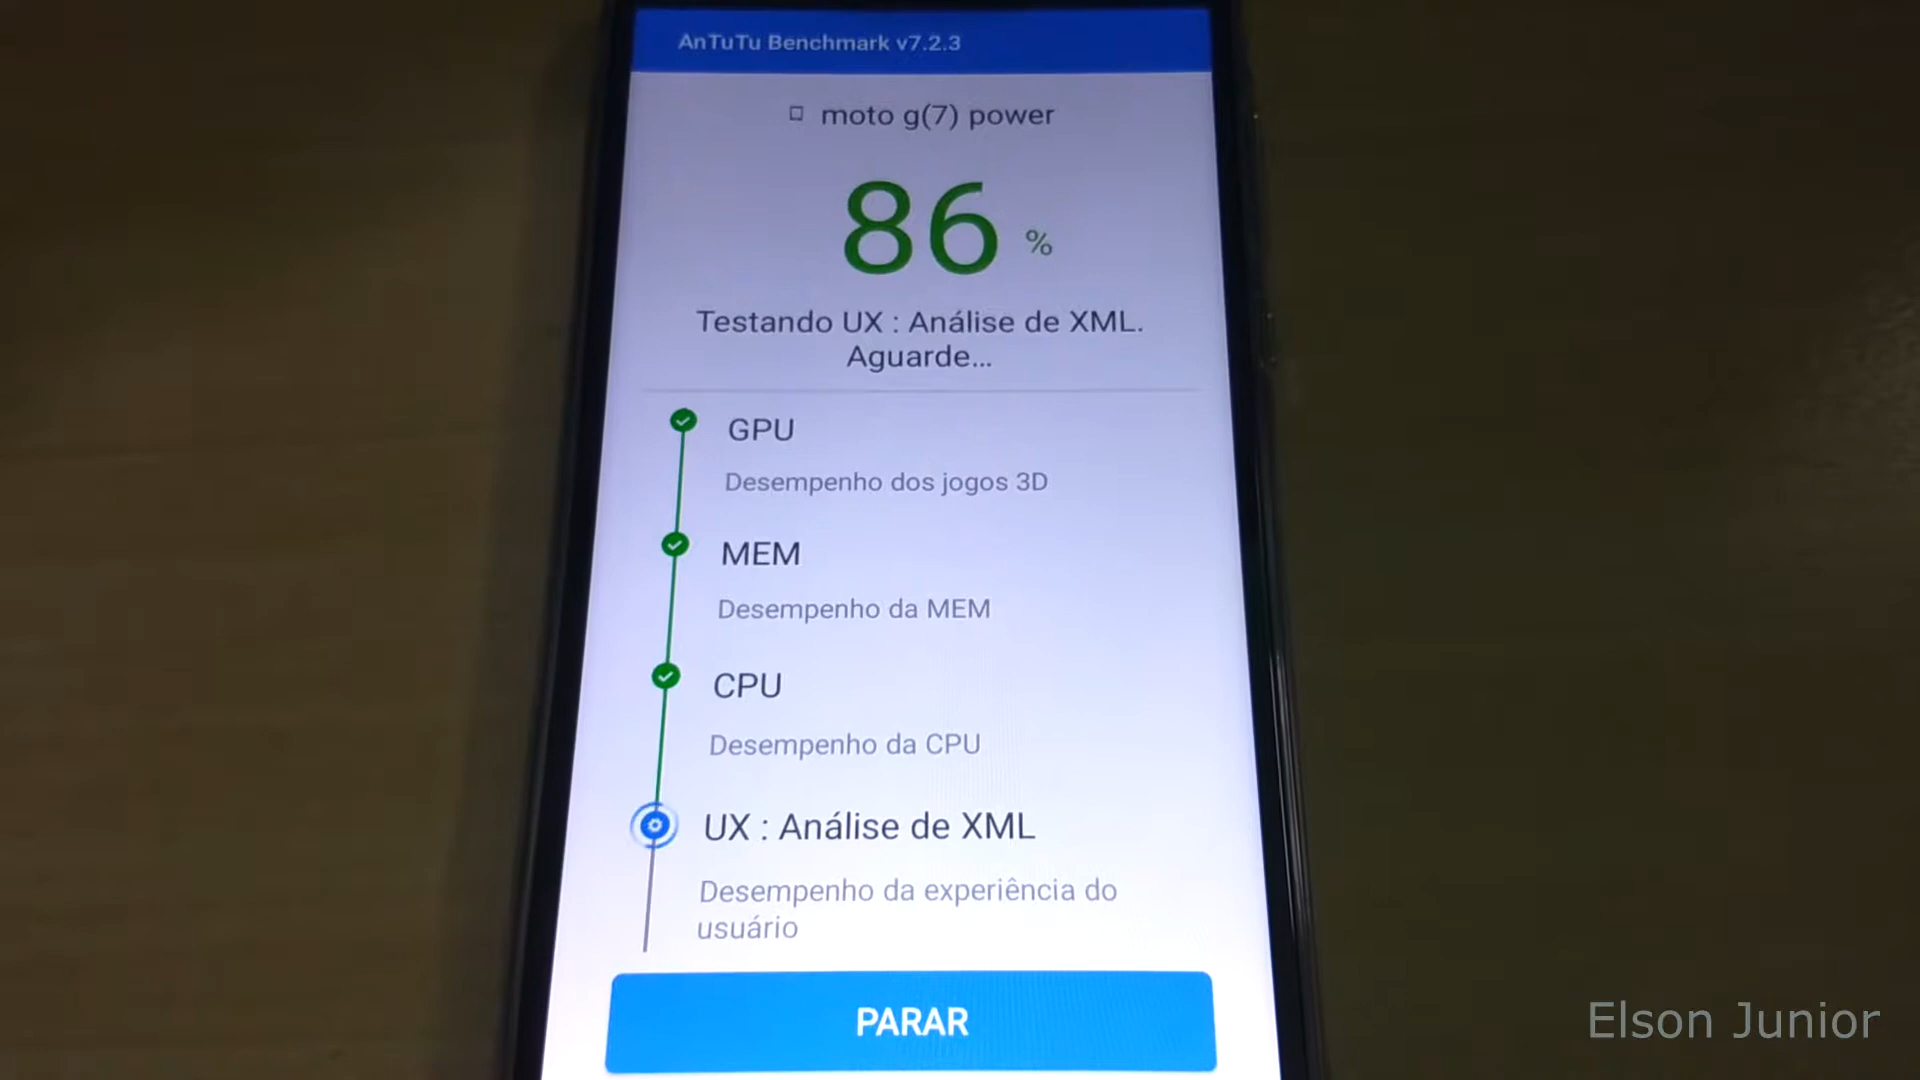 AnTuTu Benchmark v7.2.3
moto g(7) power
86 %
Testando UX : Análise de XML.
Aguarde...
GPU
Desempenho dos jogos 3D
MEM
Desempenho da MEM
CPU
Desempenho da CPU
UX : Análise de XML
Desempenho da experiência do
usuário
PARAR
Elson Junior